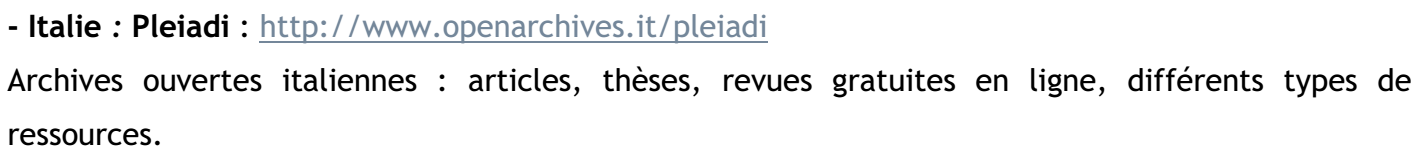 - Italie : Pleiadi : http://www.openarchives.it/pleiadi
Archives ouvertes italiennes : articles, thèses, revues gratuites en ligne, différents types de
ressources.